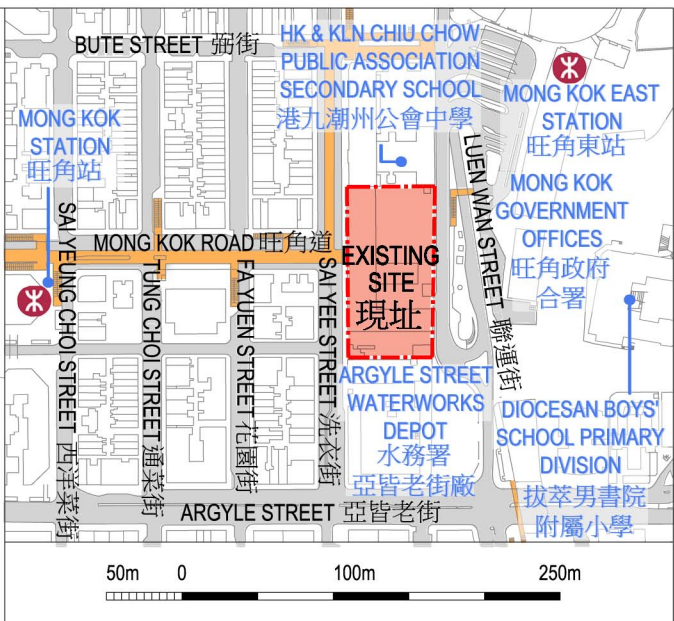 BUTE STREET 弼街
HK & KLN CHIU CHOW
PUBLIC ASSOCIATION
SECONDARY SCHOOL
港九潮州公會中學
MONG KOK EAST
STATION
旺角東站
MONG KOK
STATION
旺角站
LUEN WAN STREET 聯運街
MONG KOK
GOVERNMENT
OFFICES
旺角政府
合署
MONG KOK ROAD 旺角道
EXISTING
SITE
現址
SAI YEUNG CHOI STREET 西洋菜街
TUNG CHOI STREET 通菜街
FA YUEN STREET 花園街
SAI YEE STREET 洗衣街
ARGYLE STREET
WATERWORKS
DEPOT
水務署
亞皆老街廠
DIOCESAN BOYS'
SCHOOL PRIMARY
DIVISION
拔萃男書院
附屬小學
ARGYLE STREET 亞皆老街
50m 0 100m 250m